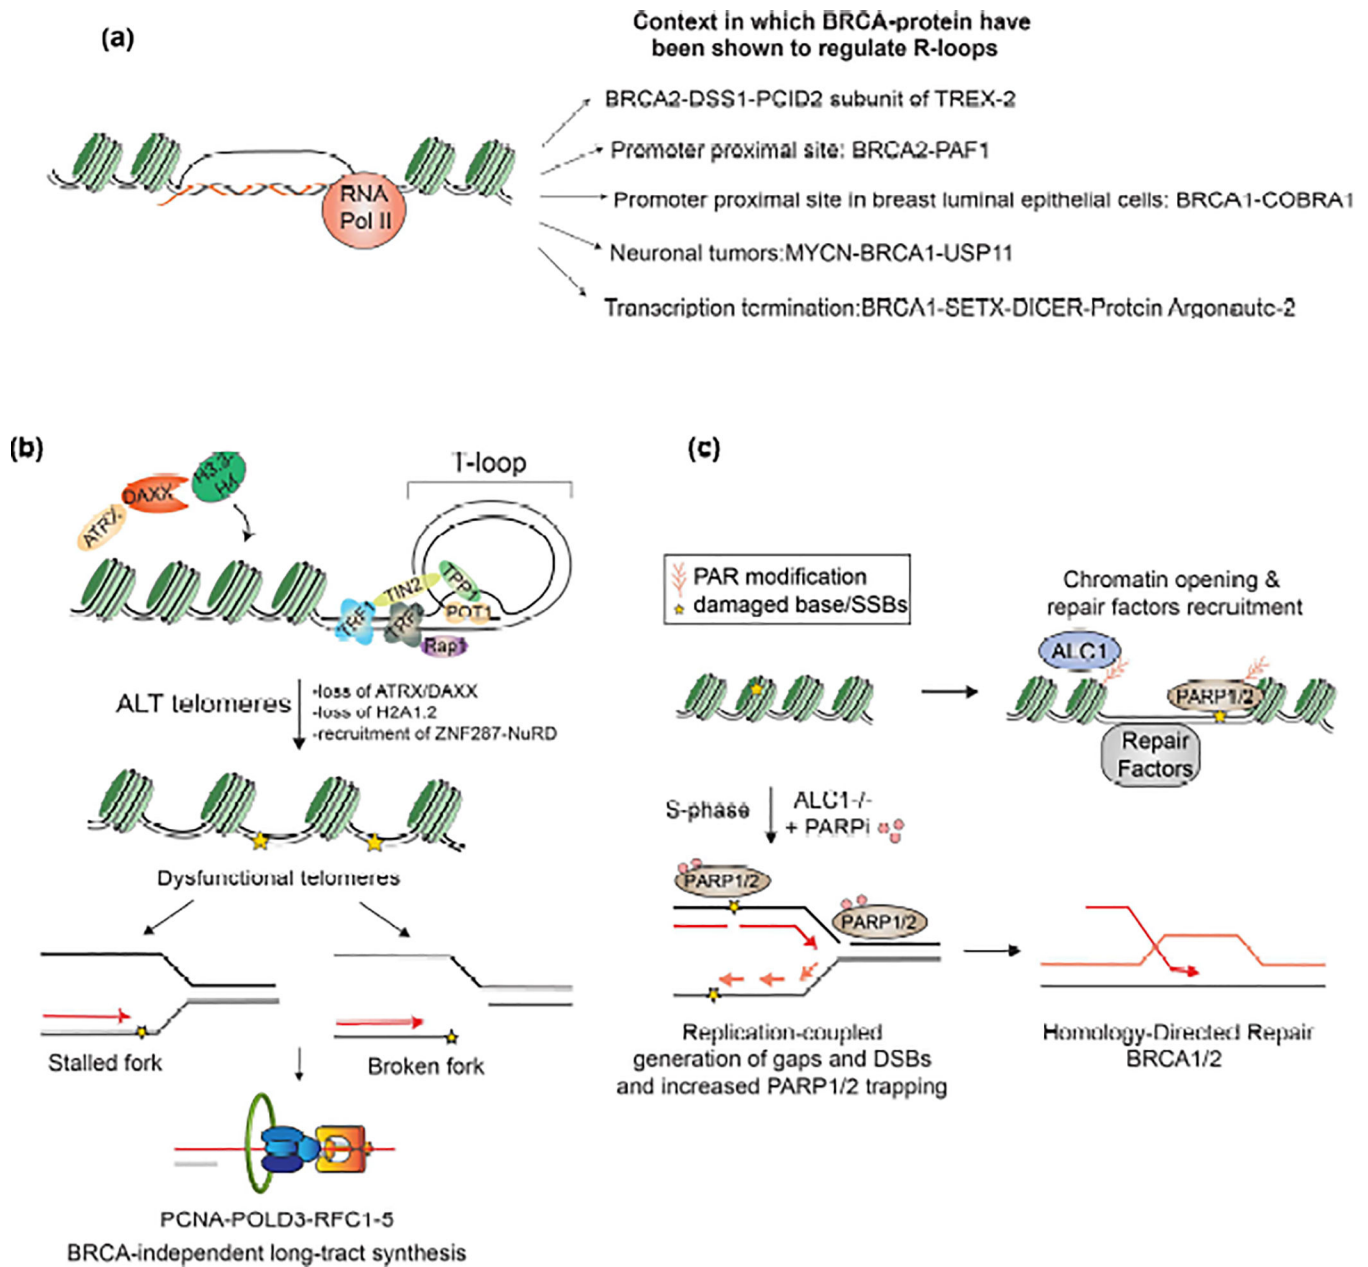 (a)
Context in which BRCA-protein have
been shown to regulate R-loops
BRCA2-DSS1-PCID2 subunit of TREX-2
Promoter proximal site: BRCA2-PAF1
Promoter proximal site in breast luminal epithelial cells: BRCA1-COBRA1
Neuronal tumors:MYCN-BRCA1-USP11
Transcription termination:BRCA1-SETX-DICER-Protein Argonaute-2
RNA
Pol II
(b)
H3.3-
H4
DAXX
ATRX
T-loop
TIN2
TPP1
POT1
TRF1
TRF
Rap1
ALT telomeres
-loss of ATRX/DAXX
-loss of H2A1.2
-recruitment of ZNF287-NuRD
Dysfunctional telomeres
Stalled fork
Broken fork
PCNA-POLD3-RFC1-5
BRCA-independent long-tract synthesis
(c)
PAR modification
damaged base/SSBs
Chromatin opening &
repair factors recruitment
ALC1
PARP1/2
Repair
Factors
S-phase
ALC1-/-
+ PARPi
PARP1/2
PARP1/2
Replication-coupled
generation of gaps and DSBs
and increased PARP1/2 trapping
Homology-Directed Repair
BRCA1/2